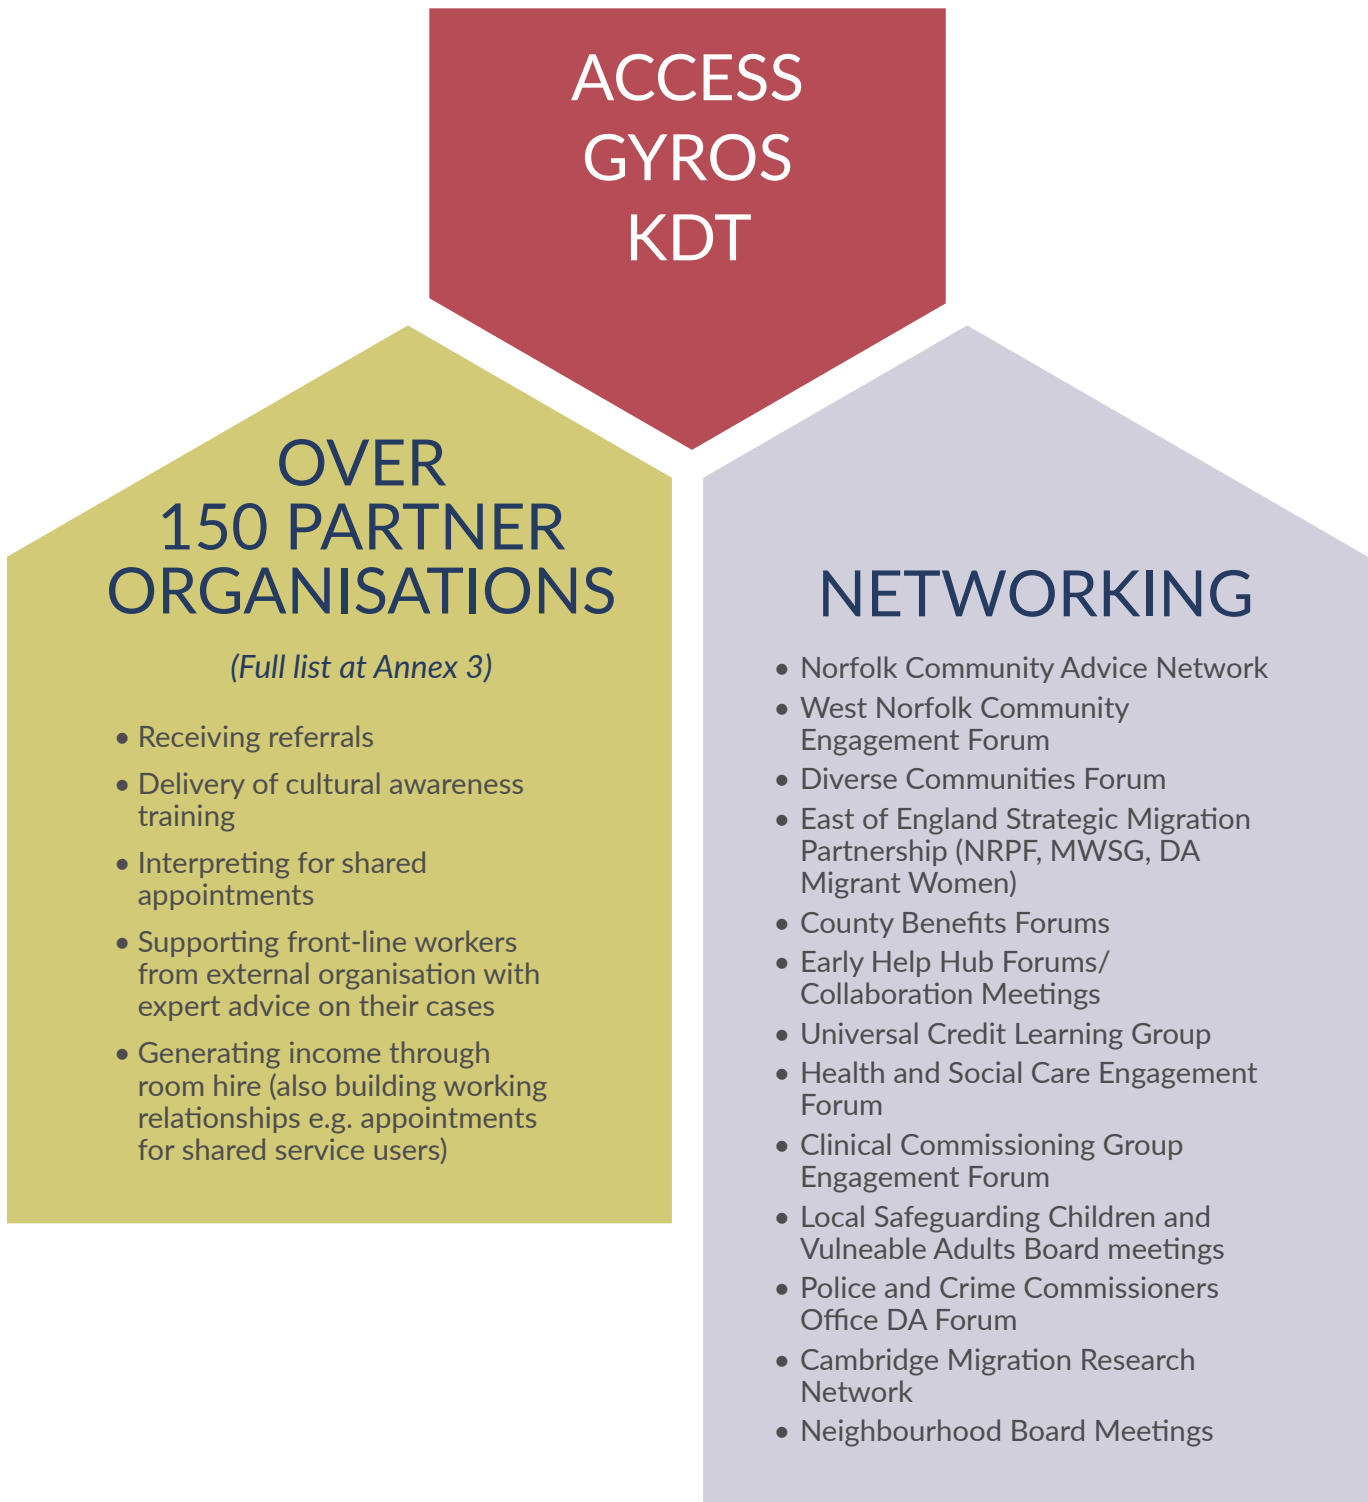 ACCESS
GYROS
KDT
OVER
150 PARTNER
ORGANISATIONS
(Full list at Annex 3)
• Receiving referrals
• Delivery of cultural awareness
training
• Interpreting for shared
appointments
• Supporting front-line workers
from external organisation with
expert advice on their cases
• Generating income through
room hire (also building working
relationships e.g. appointments
for shared service users)
NETWORKING
• Norfolk Community Advice Network
• West Norfolk Community
Engagement Forum
• Diverse Communities Forum
• East of England Strategic Migration
Partnership (NRPF, MWSG, DA
Migrant Women)
• County Benefits Forums
• Early Help Hub Forums/
Collaboration Meetings
• Universal Credit Learning Group
• Health and Social Care Engagement
Forum
• Clinical Commissioning Group
Engagement Forum
• Local Safeguarding Children and
Vulneable Adults Board meetings
• Police and Crime Commissioners
Office DA Forum
• Cambridge Migration Research
Network
• Neighbourhood Board Meetings